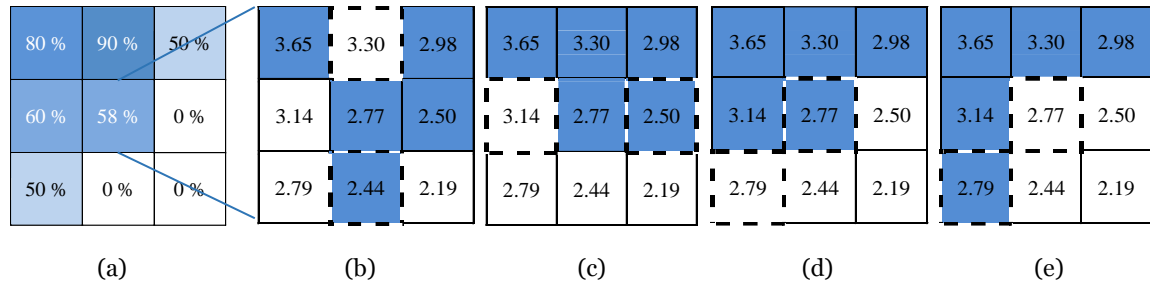 80 % 90 % 50 % 3.65 3.30 2.98 3.65 3.30 2.98 3.65 3.30 2.98 3.65 3.30 2.98
60 % 58 % 0 % 3.14 2.77 2.50 3.14 2.77 2.50 3.14 2.77 2.50 3.14 2.77 2.50
50 % 0 % 0 % 2.79 2.44 2.19 2.79 2.44 2.19 2.79 2.44 2.19 2.79 2.44 2.19
(a) (b) (c) (d) (e)